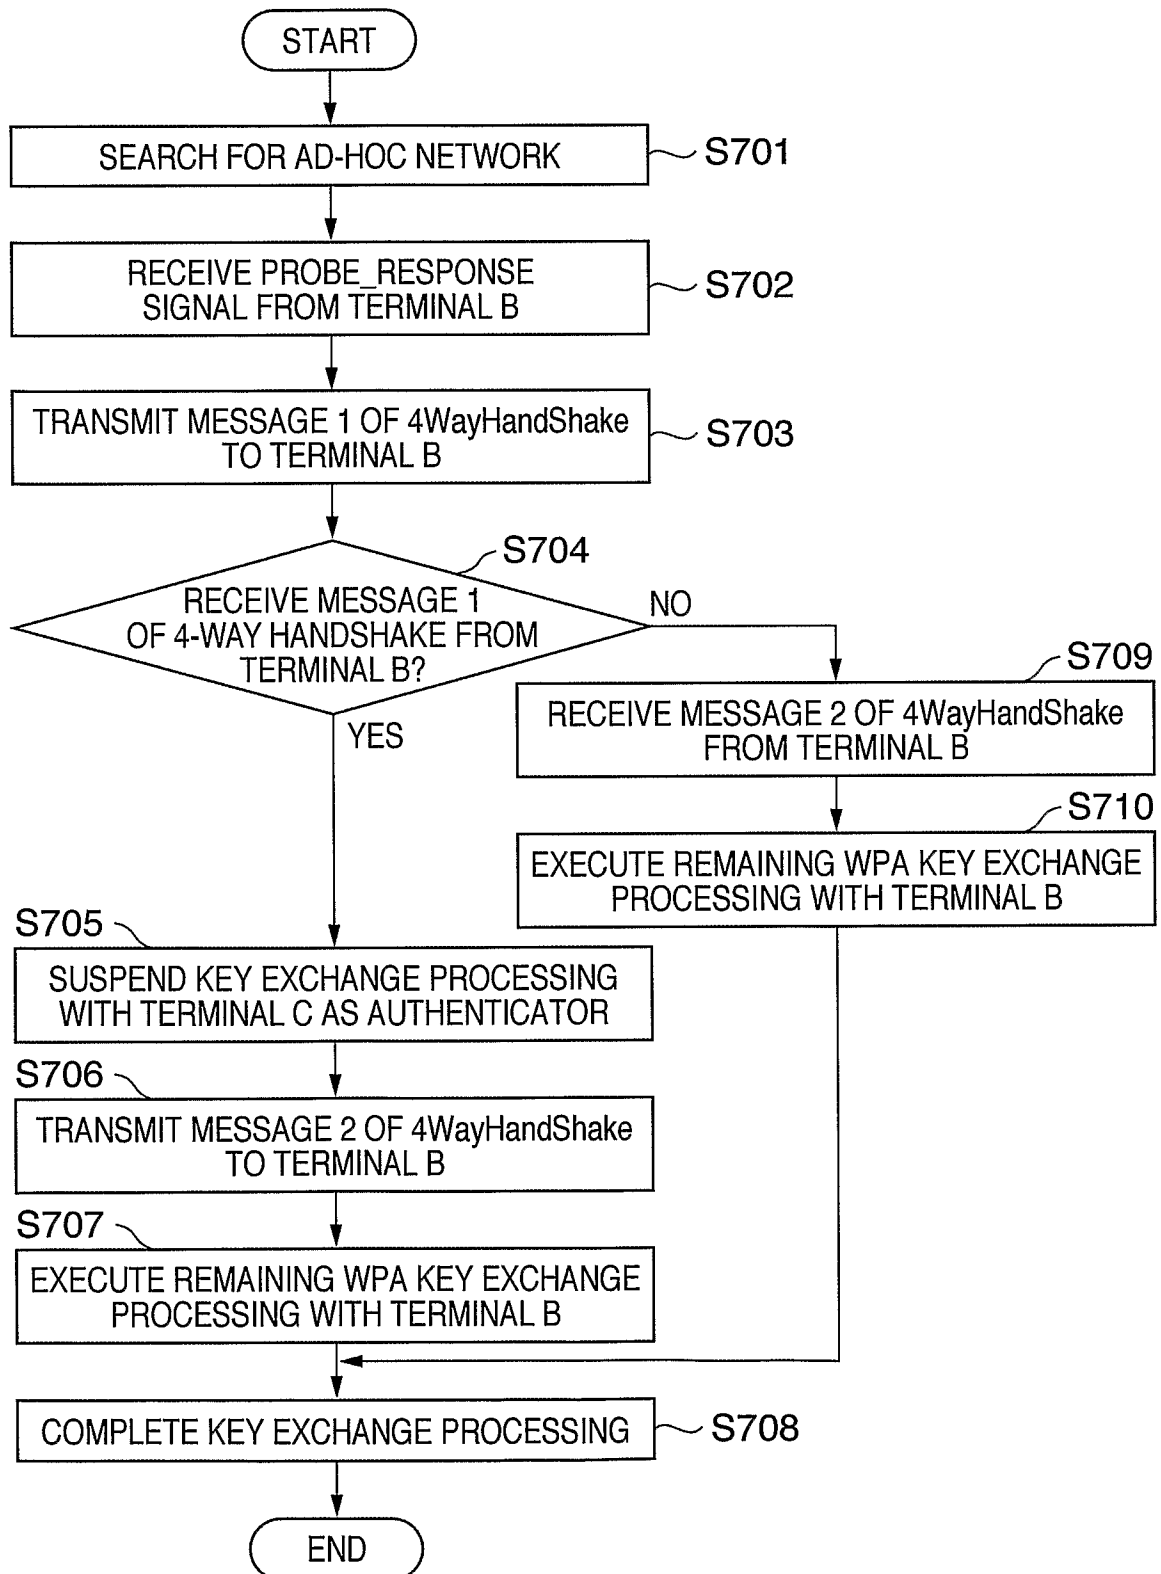 START
SEARCH FOR AD-HOC NETWORK
S701
RECEIVE PROBE_RESPONSE
SIGNAL FROM TERMINAL B
S702
TRANSMIT MESSAGE 1 OF 4WayHandShake
TO TERMINAL B
S703
S704
RECEIVE MESSAGE 1
OF 4-WAY HANDSHAKE FROM
TERMINAL B?
NO
YES
S709
RECEIVE MESSAGE 2 OF 4WayHandShake
FROM TERMINAL B
S710
EXECUTE REMAINING WPA KEY EXCHANGE
PROCESSING WITH TERMINAL B
S705
SUSPEND KEY EXCHANGE PROCESSING
WITH TERMINAL C AS AUTHENTICATOR
S706
TRANSMIT MESSAGE 2 OF 4WayHandShake
TO TERMINAL B
S707
EXECUTE REMAINING WPA KEY EXCHANGE
PROCESSING WITH TERMINAL B
COMPLETE KEY EXCHANGE PROCESSING
S708
END